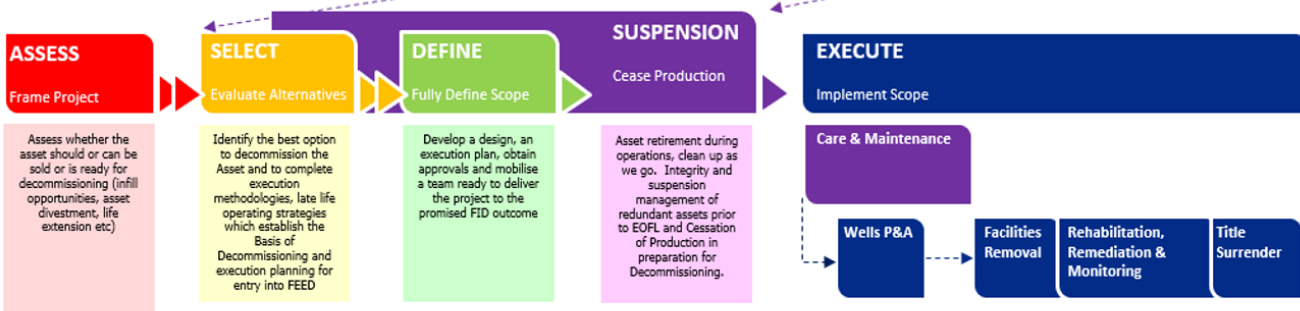 ASSESS
Frame Project
Assess whether the
asset should or can be
sold or is ready for
decommissioning (infill
opportunities, asset
divestment, life
extension etc)
SELECT
Evaluate Alternatives
Identify the best option
to decommission the
Asset and to complete
execution
methodologies, late life
operating strategies
which establish the
Basis of
Decommissioning and
execution planning for
entry into FEED
DEFINE
Fully Define Scope
Develop a design, an
execution plan, obtain
approvals and mobilise
a team ready to deliver
the project to the
promised FID outcome
SUSPENSION
Cease Production
Asset retirement during
operations, clean up as
we go. Integrity and
suspension
management of
redundant assets prior
to EOFL and Cessation
of Production in
preparation for
Decommissioning.
EXECUTE
Implement Scope
Care & Maintenance
Wells P&A
Facilities
Removal
Rehabilitation,
Remediation &
Monitoring
Title
Surrender